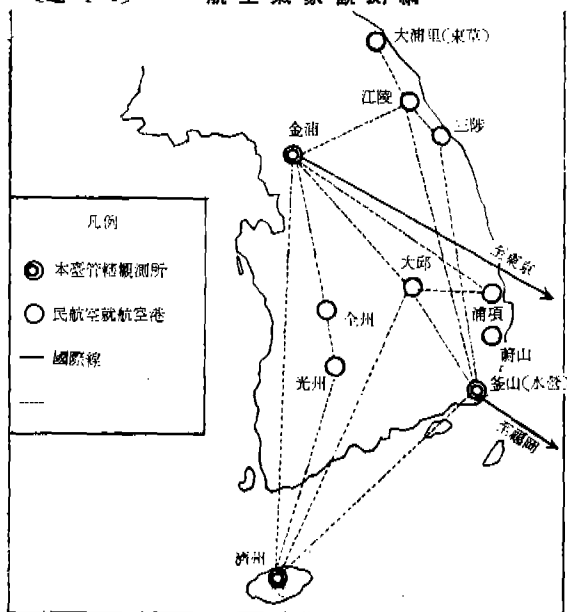 航空氣象觀測網
大浦里(束草)
江陵
三陟
金浦
凡例
本臺管轄觀測所
民航空就航空港
國際線
至東京
大邱
浦項
蔚山
全州
光州
釜山(水營)
至福岡
濟州